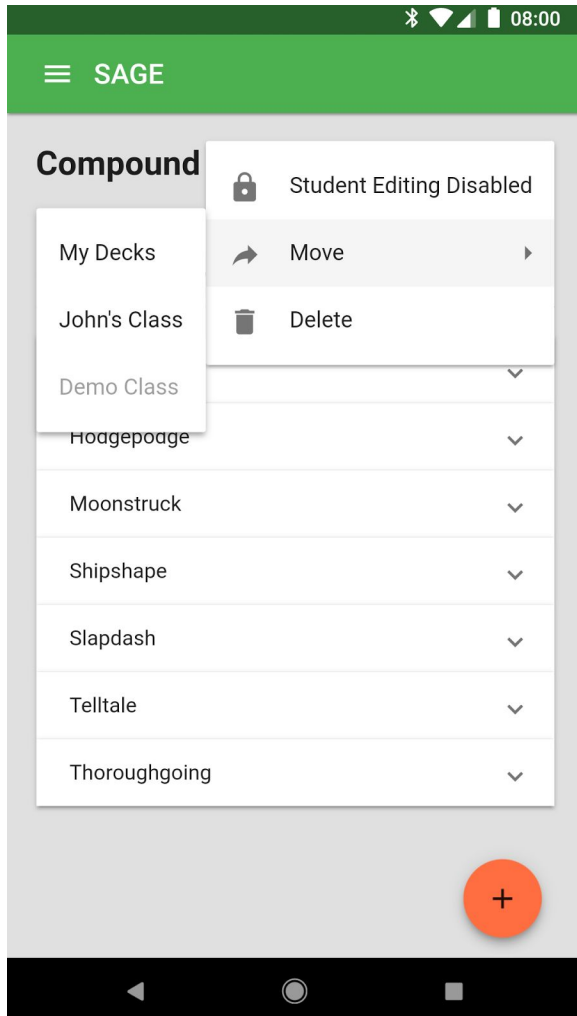 08:00
SAGE
Compound
Student Editing Disabled
Move
Delete
My Decks
John's Class
Demo Class
Hodgepodge
Moonstruck
Shipshape
Slapdash
Telltale
Thoroughgoing